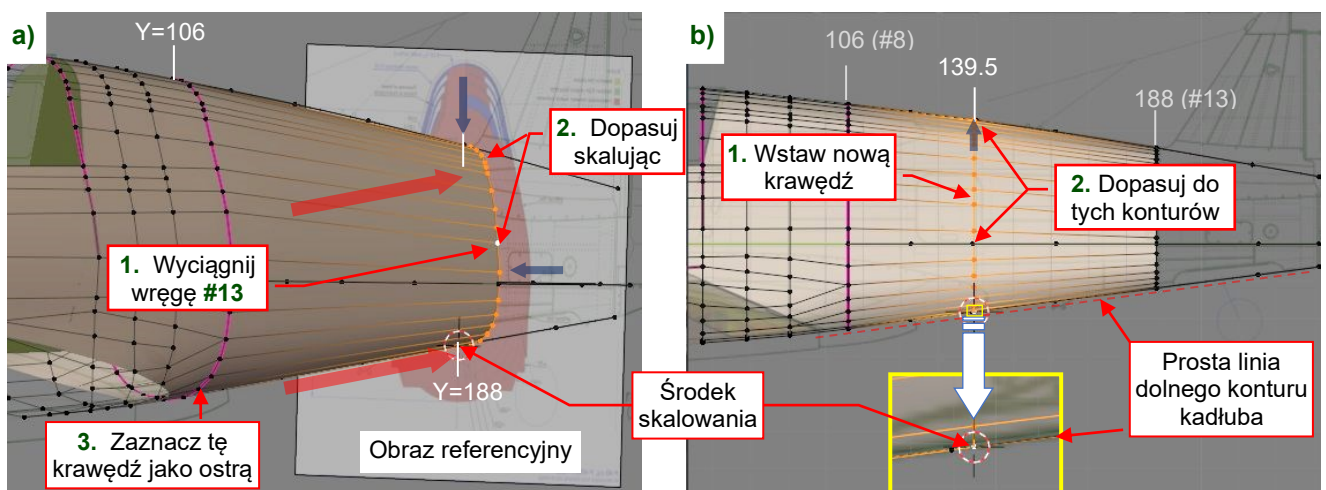 a)
Y=106
2. Dopasuj
skalując
1. Wyciągnij
wręgę #13
Y=188
3. Zaznacz tę
krawędź jako ostrą
Obraz referencyjny
Środek
skalowania
b)
106 (#8)
139.5
188 (#13)
1. Wstaw nową
krawędź
2. Dopasuj do
tych konturów
Prosta linia
dolnego konturu
kadłuba